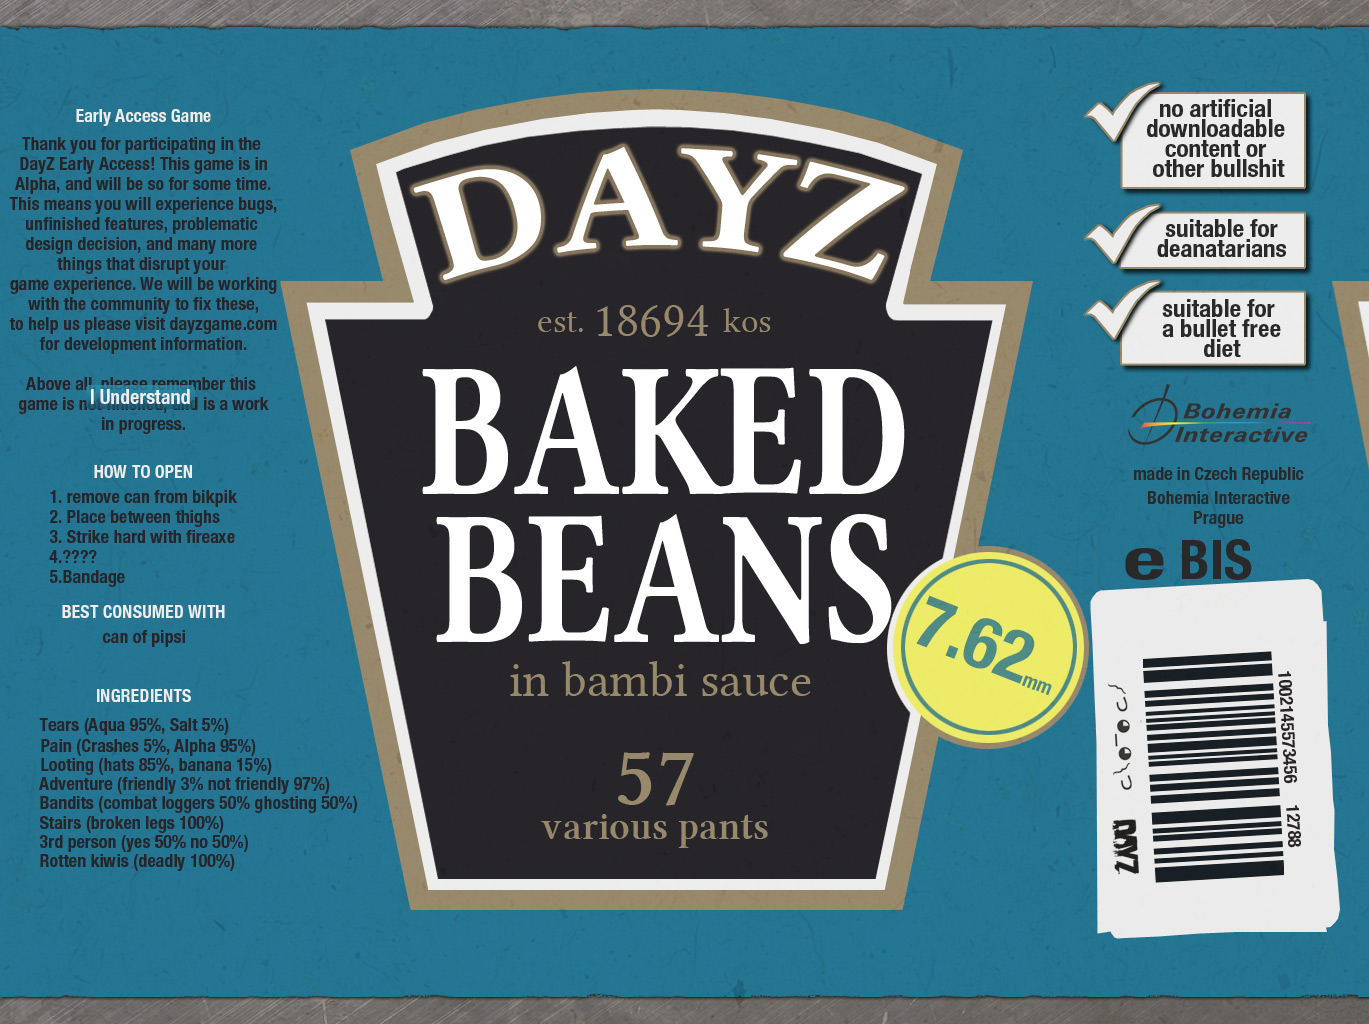 Early Access Game
Thank you for participating in the
DayZ Early Access! This game is in
Alpha, and will be so for some time.
This means you will experience bugs,
unfinished features, problematic
design decision, and many more
things that disrupt your
game experience. We will be working
with the community to fix these,
to help us please visit dayzgame.com
for development information.
Above all, please remember this
game is not finished, and is a work
I Understand
in progress.
HOW TO OPEN
1. remove can from bikpik
2. Place between thighs
3. Strike hard with fireaxe
4.????
5.Bandage
BEST CONSUMED WITH
can of pipsi
INGREDIENTS
Tears (Aqua 95%, Salt 5%)
Pain (Crashes 5%, Alpha 95%)
Looting (hats 85%, banana 15%)
Adventure (friendly 3% not friendly 97%)
Bandits (combat loggers 50% ghosting 50%)
Stairs (broken legs 100%)
3rd person (yes 50% no 50%)
Rotten kiwis (deadly 100%)
DAYZ
est. 18694 kos
BAKED
BEANS
in bambi sauce
57
various pants
7.62mm
no artificial
downloadable
content or
other bullshit
suitable for
deanatarians
suitable for
a bullet free
diet
Bohemia
Interactive
made in Czech Republic
Bohemia Interactive
Prague
e BIS
1002145573456 12788
DAYZ